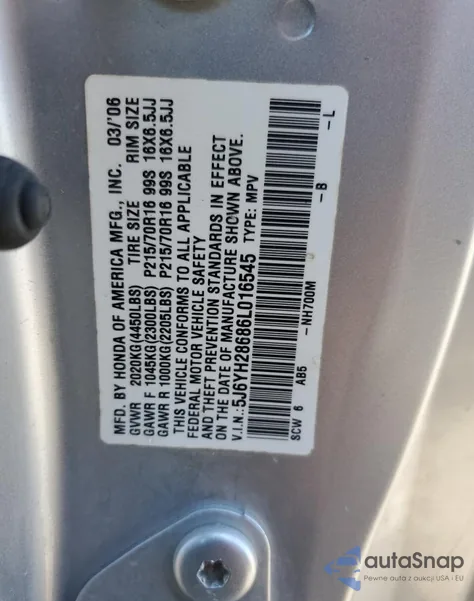 MFD. BY HONDA OF AMERICA MFG., INC. 03/'06
GVWR 2020KG(4450LBS) TIRE SIZE RIM SIZE
GAWR F 1045KG(2300LBS) P215/70R16 99S 16X6.5JJ
GAWR R 1000KG(2205LBS) P215/70R16 99S 16X6.5JJ
THIS VEHICLE CONFORMS TO ALL APPLICABLE
FEDERAL MOTOR VEHICLE SAFETY
AND THEFT PREVENTION STANDARDS IN EFFECT
ON THE DATE OF MANUFACTURE SHOWN ABOVE.
V.I.N.:5J6YH28686L016545 TYPE: MPV
SCW 6 AB5 -NH700M -B -L
autaSnap
Pewne auta z aukcji USA i EU